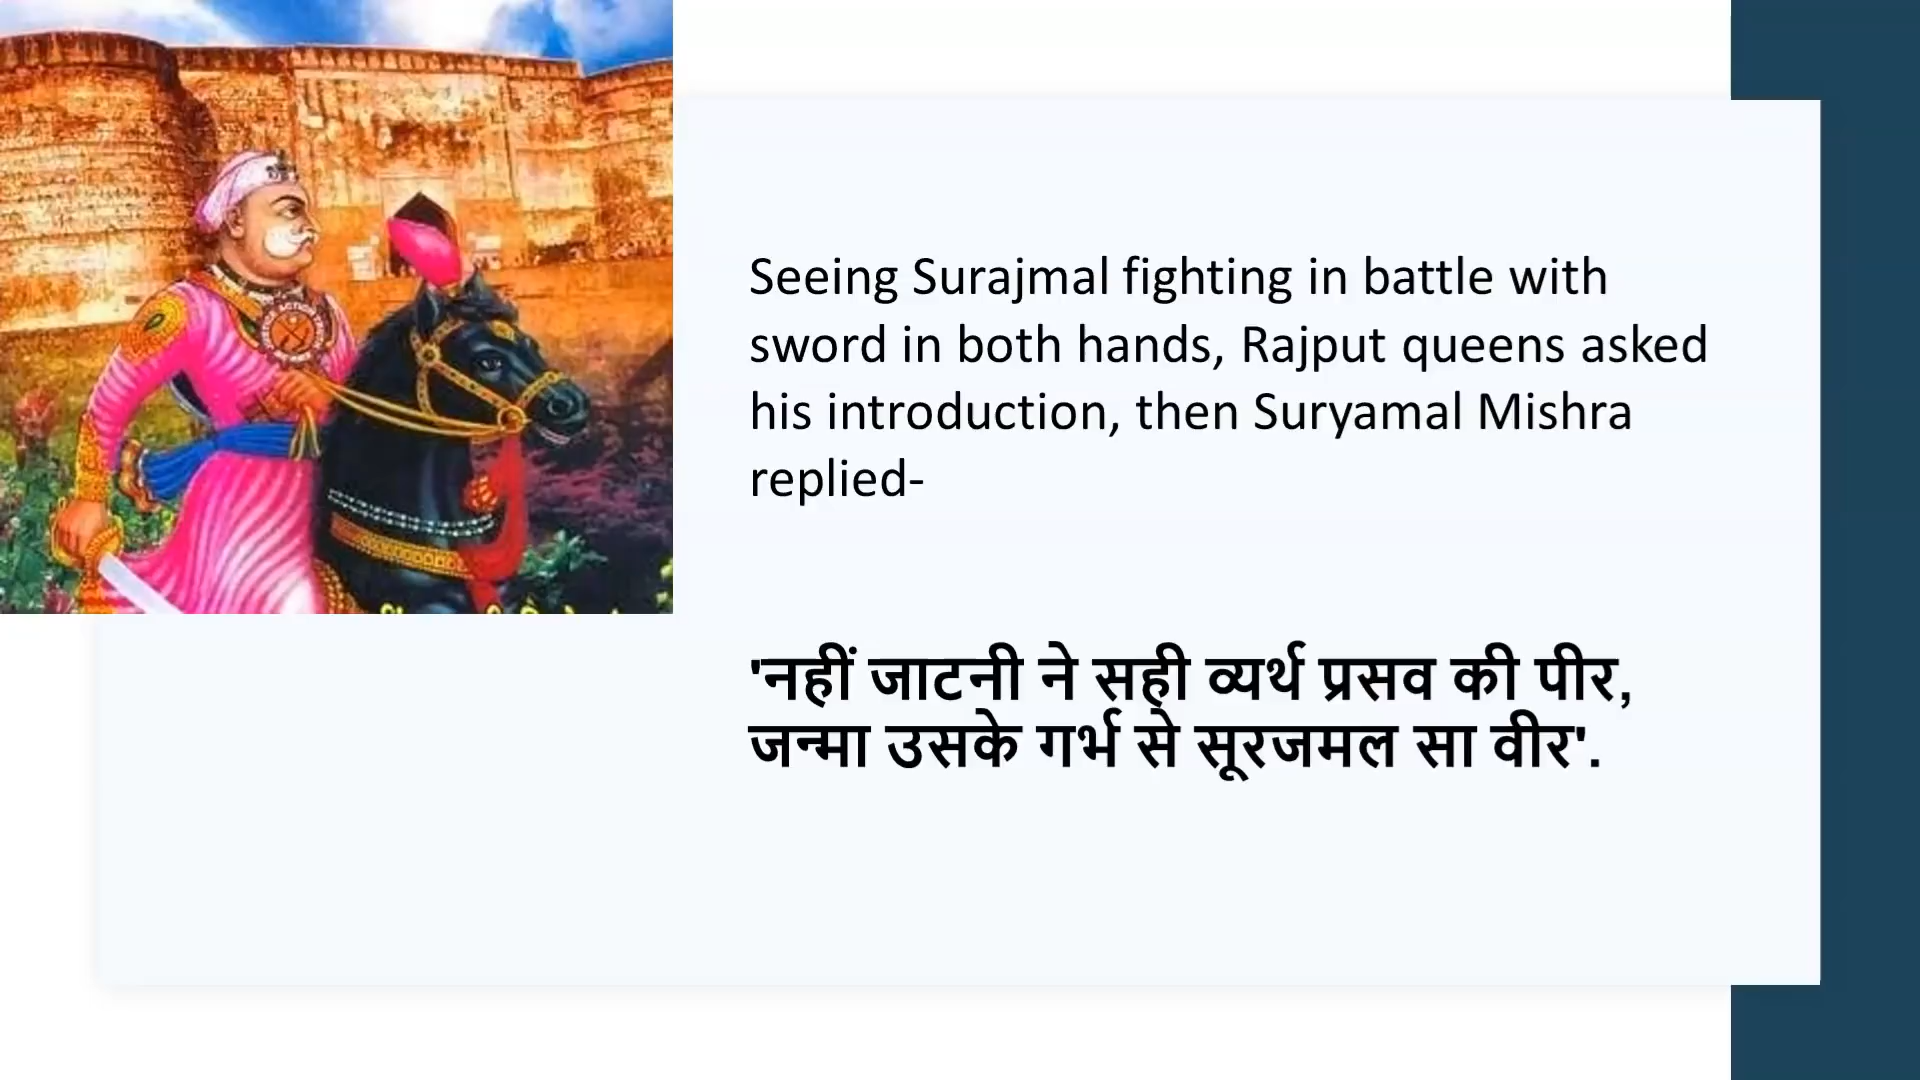 Seeing Surajmal fighting in battle with
sword in both hands, Rajput queens asked
his introduction, then Suryamal Mishra
replied-
'नहीं जाटनी ने सही व्यर्थ प्रसव की पीर,
जन्मा उसके गर्भ से सूरजमल सा वीर'.